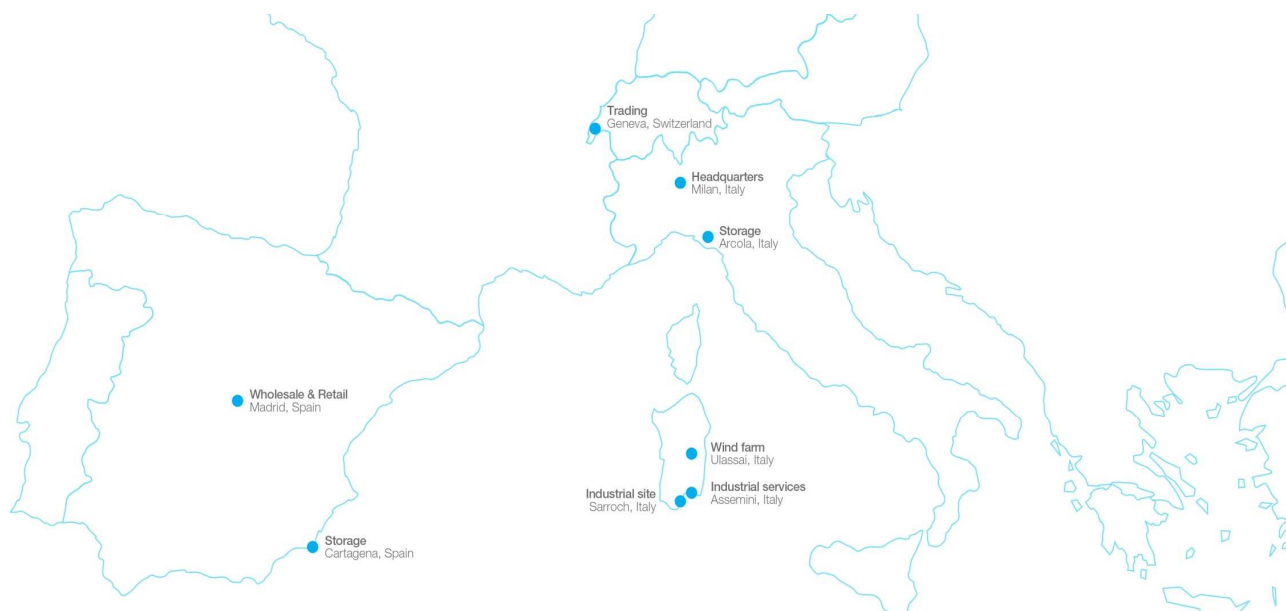 Trading
Geneva, Switzerland
Headquarters
Milan, Italy
Storage
Arcola, Italy
Wholesale & Retail
Madrid, Spain
Wind farm
Ulassai, Italy
Industrial site
Sarroch, Italy
Industrial services
Assemini, Italy
Storage
Cartagena, Spain